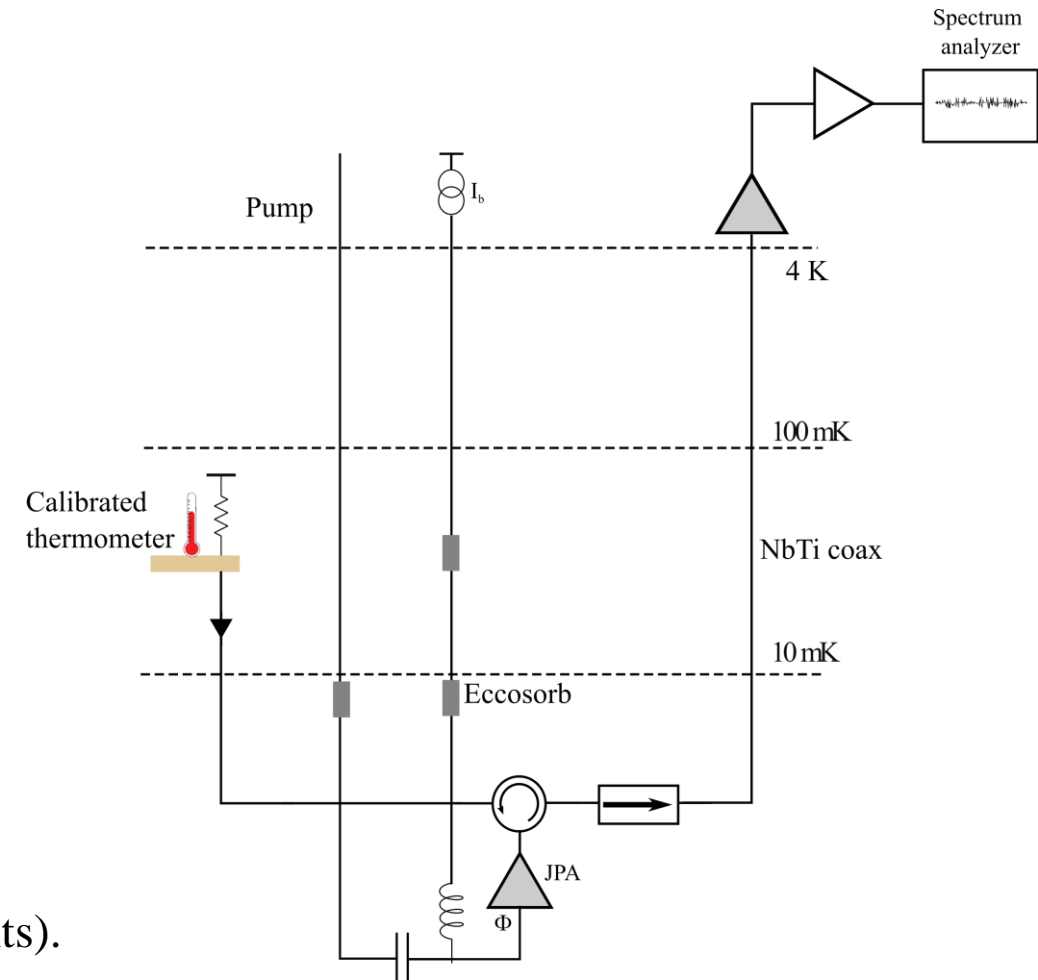 Spectrum
analyzer
Pump
I_b
4 K
100 mK
Calibrated
thermometer
NbTi coax
10 mK
Eccosorb
JPA
Φ
ts).